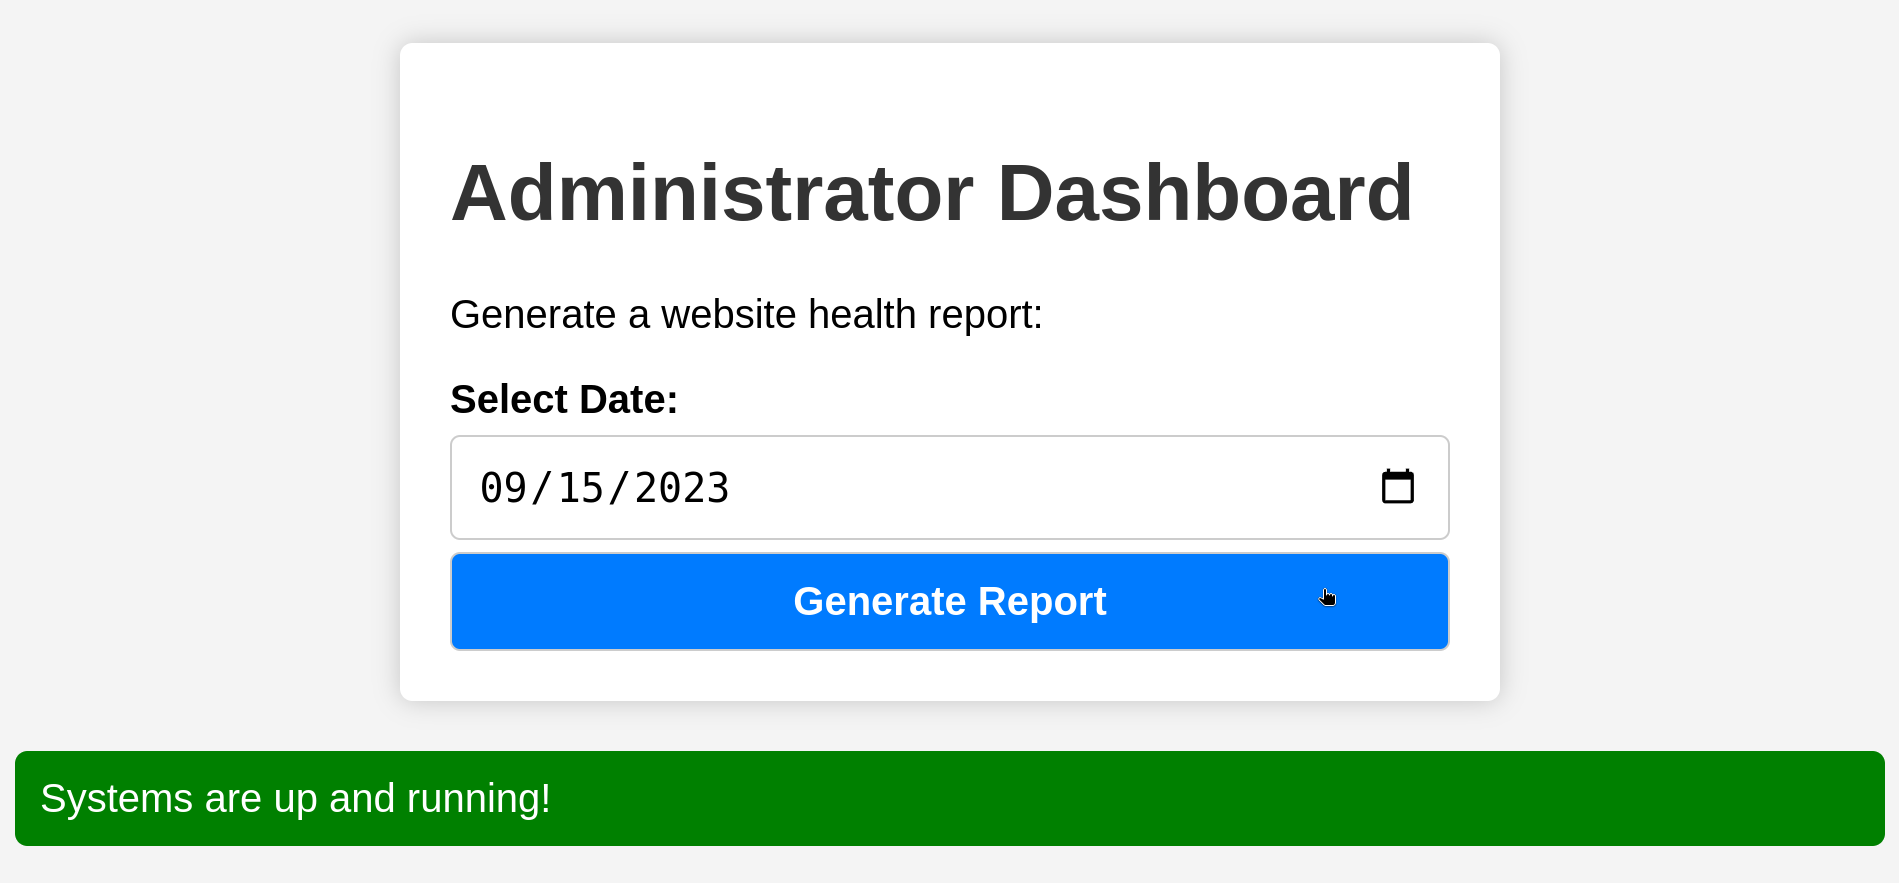 Administrator Dashboard
Generate a website health report:
Select Date:
09/15/2023
Generate Report
Systems are up and running!